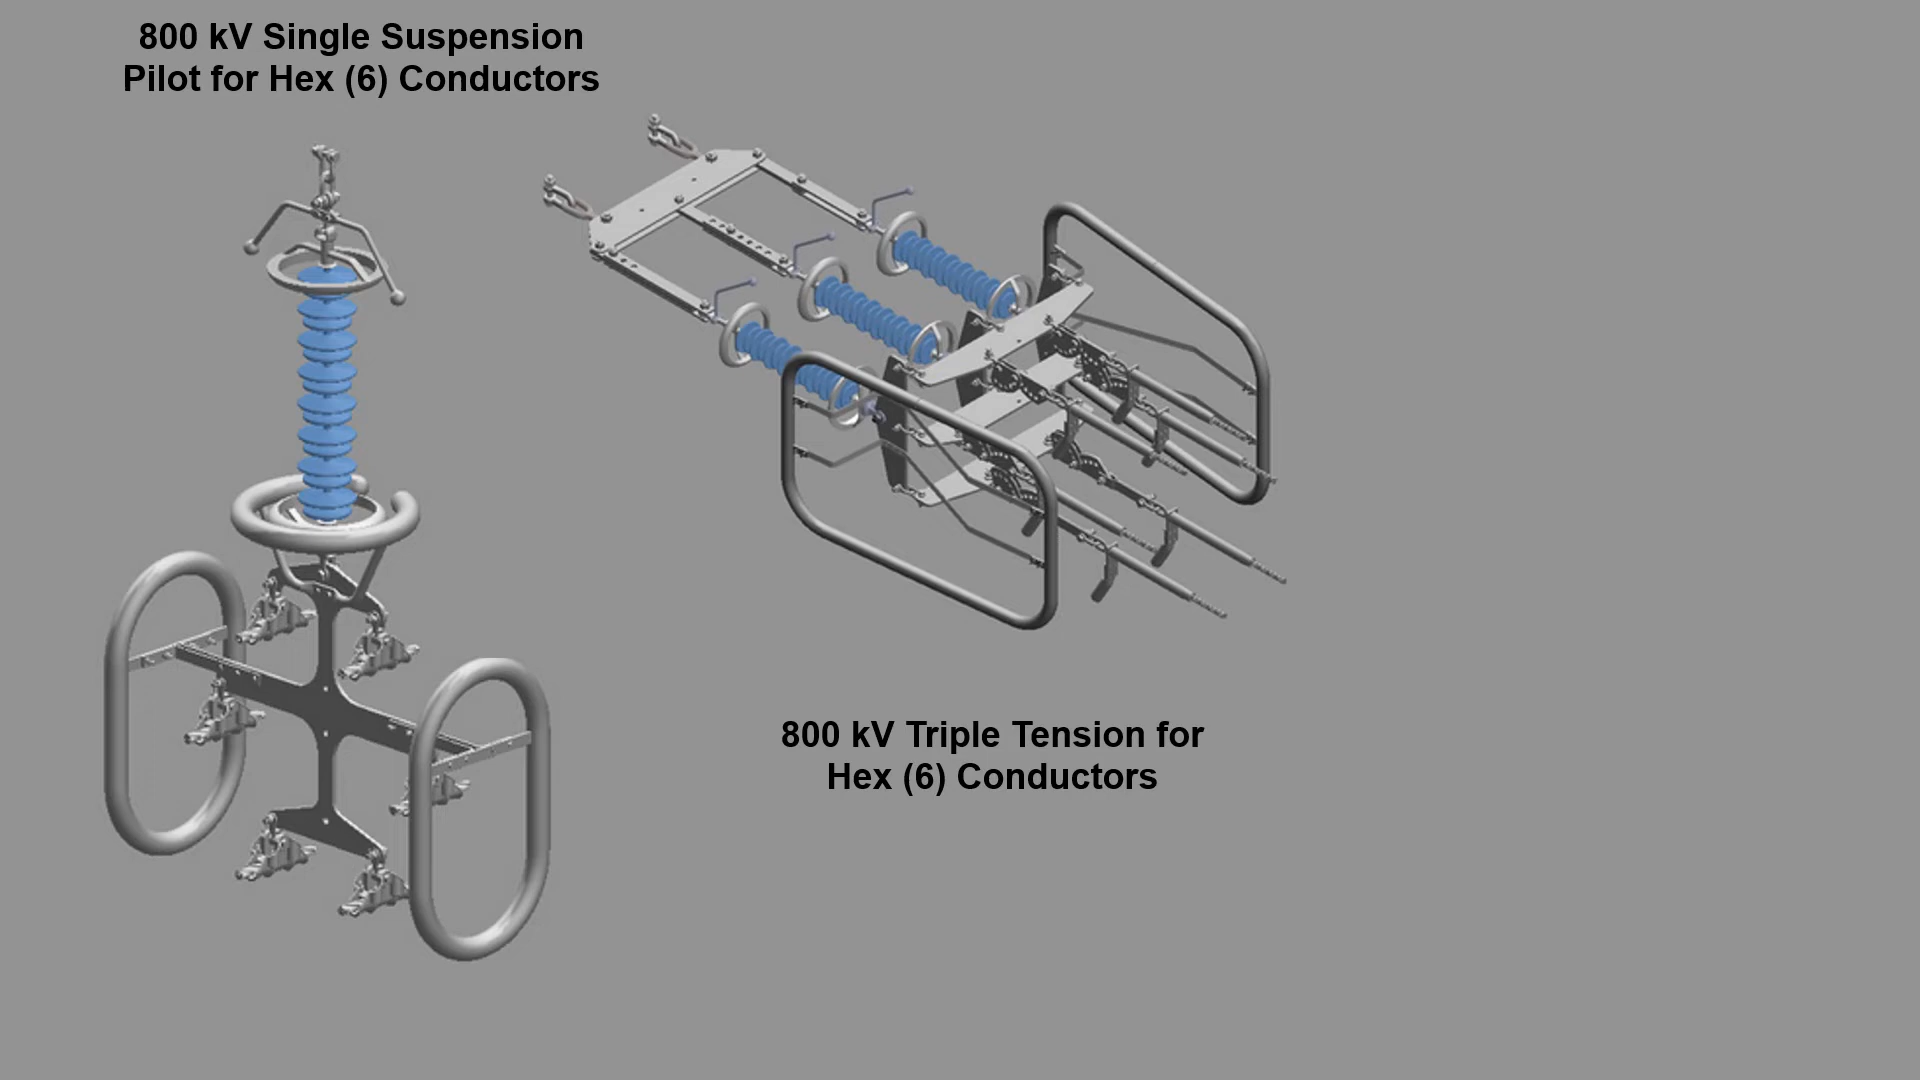 800 kV Single Suspension
Pilot for Hex (6) Conductors
800 kV Triple Tension for
Hex (6) Conductors